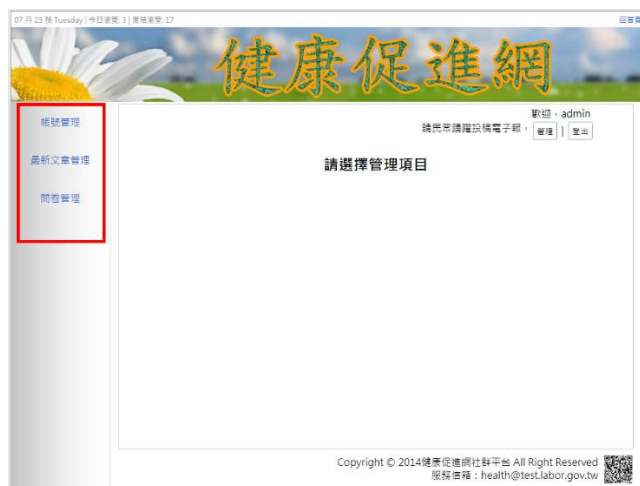 07 月 23 號 Tuesday | 今日瀏覽: 3 | 累積瀏覽: 17
回首頁
健康促進網
歡迎，admin
請民眾踴躍投稿電子報，
管理 | 登出
帳號管理
最新文章管理
問卷管理
請選擇管理項目
Copyright © 2014健康促進網社群平台 All Right Reserved
服務信箱：health@test.labor.gov.tw